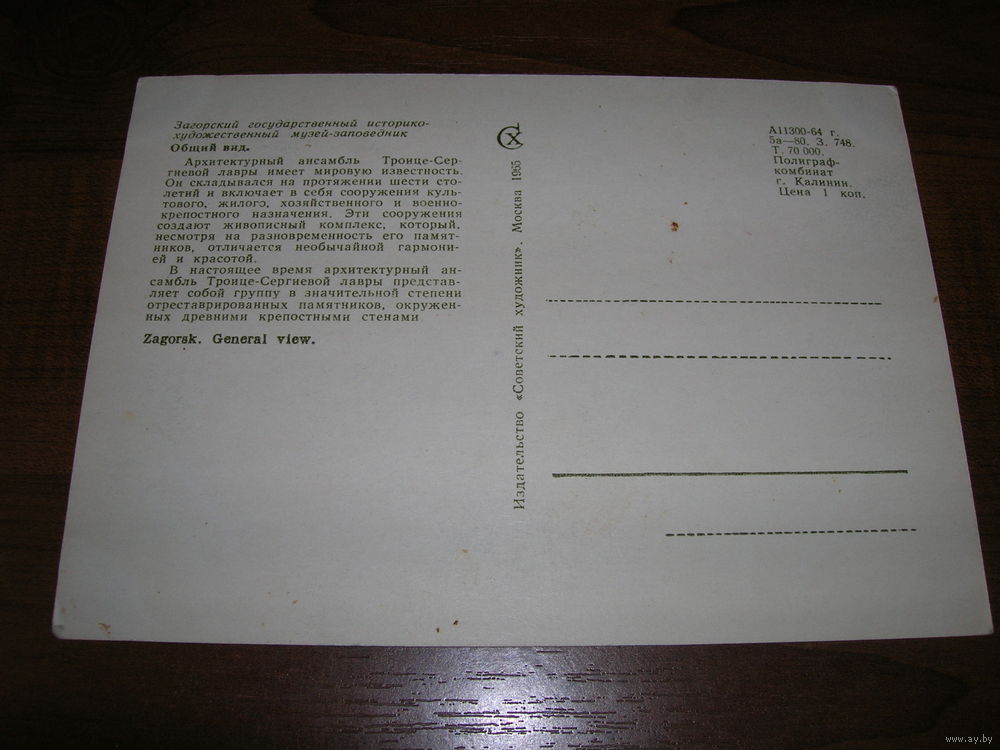 Загорский государственный историко-
художественный музей-заповедник
Общий вид.
Архитектурный ансамбль Троице-Сер-
гиевой лавры имеет мировую известность.
Он складывался на протяжении шести сто-
летий и включает в себя сооружения куль-
тового, жилого, хозяйственного и военно-
крепостного назначения. Эти сооружения
создают живописный комплекс, который,
несмотря на разновременность его памят-
ников, отличается необычайной гармони-
ей и красотой.
В настоящее время архитектурный ан-
самбль Троице-Сергиевой лавры представ-
ляет собой группу в значительной степени
отреставрированных памятников, окружен-
ных древними крепостными стенами
Zagorsk. General view.
СХ
Издательство «Советский художник». Москва 1965
А11300-64 г.
5а—80. З. 748.
Т. 70 000.
Полиграф-
комбинат
г. Калинин.
Цена 1 коп.
www.ay.by